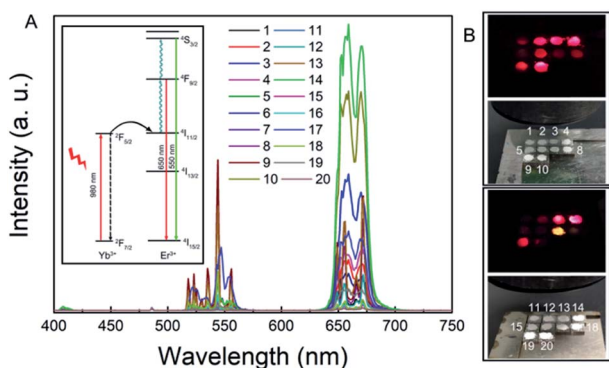 A
B
Intensity (a. u.)
Wavelength (nm)
400 450 500 550 600 650 700 750
1 11
2 12
3 13
4 14
5 15
6 16
7 17
8 18
9 19
10 20
⁴S₃/₂
⁴F₉/₂
⁴I₁₁/₂
⁴I₁₃/₂
⁴I₁₅/₂
²F₅/₂
²F₇/₂
980 nm
650 nm
550 nm
Yb³⁺
Er³⁺
1 2 3 4
5 8
9 10
11 12 13 14
15 18
19 20